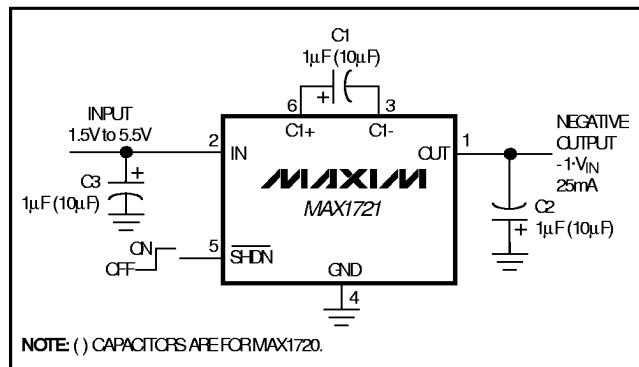 C1
1µF (10µF)
+
6
3
INPUT
1.5V to 5.5V
2
IN
C1+
C1-
OUT
1
NEGATIVE
OUTPUT
-1·VIN
25mA
MAXIM
MAX1721
+
C3
1µF (10µF)
C2
+
1µF (10µF)
ON
OFF
5
SHDN
GND
4
NOTE: ( ) CAPACITORS ARE FOR MAX1720.